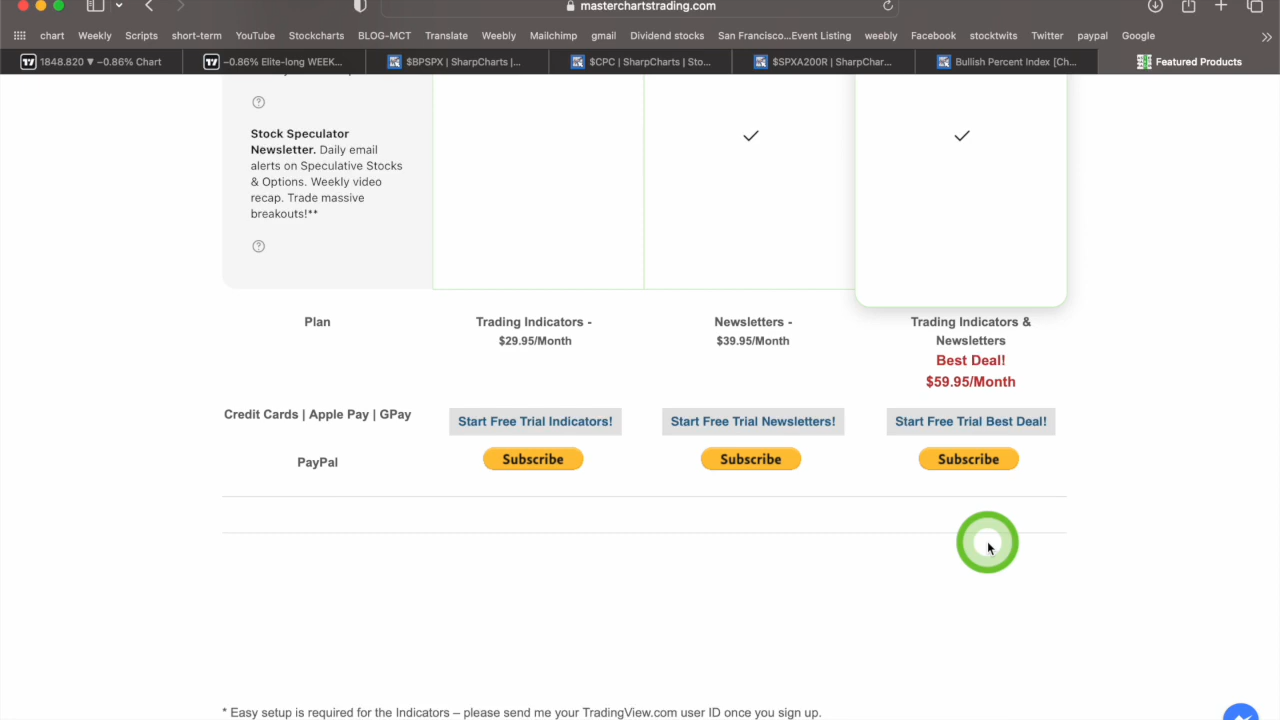 masterchartstrading.com
chart Weekly Scripts short-term YouTube Stockcharts BLOG-MCT Translate Weebly Mailchimp gmail Dividend stocks San Francisco...Event Listing weebly Facebook stocktwits Twitter paypal Google
1848.820 ▼ −0.86% Chart −0.86% Elite-long WEEK... $BPSPX | SharpCharts |... $CPC | SharpCharts | Sto... $SPXA200R | SharpChar... Bullish Percent Index [Ch... Featured Products
Stock Speculator
Newsletter. Daily email
alerts on Speculative Stocks
& Options. Weekly video
recap. Trade massive
breakouts!**
Plan Trading Indicators - Newsletters - Trading Indicators &
$29.95/Month $39.95/Month Newsletters
Best Deal!
$59.95/Month
Credit Cards | Apple Pay | GPay Start Free Trial Indicators! Start Free Trial Newsletters! Start Free Trial Best Deal!
PayPal Subscribe Subscribe Subscribe
* Easy setup is required for the Indicators – please send me your TradingView.com user ID once you sign up.